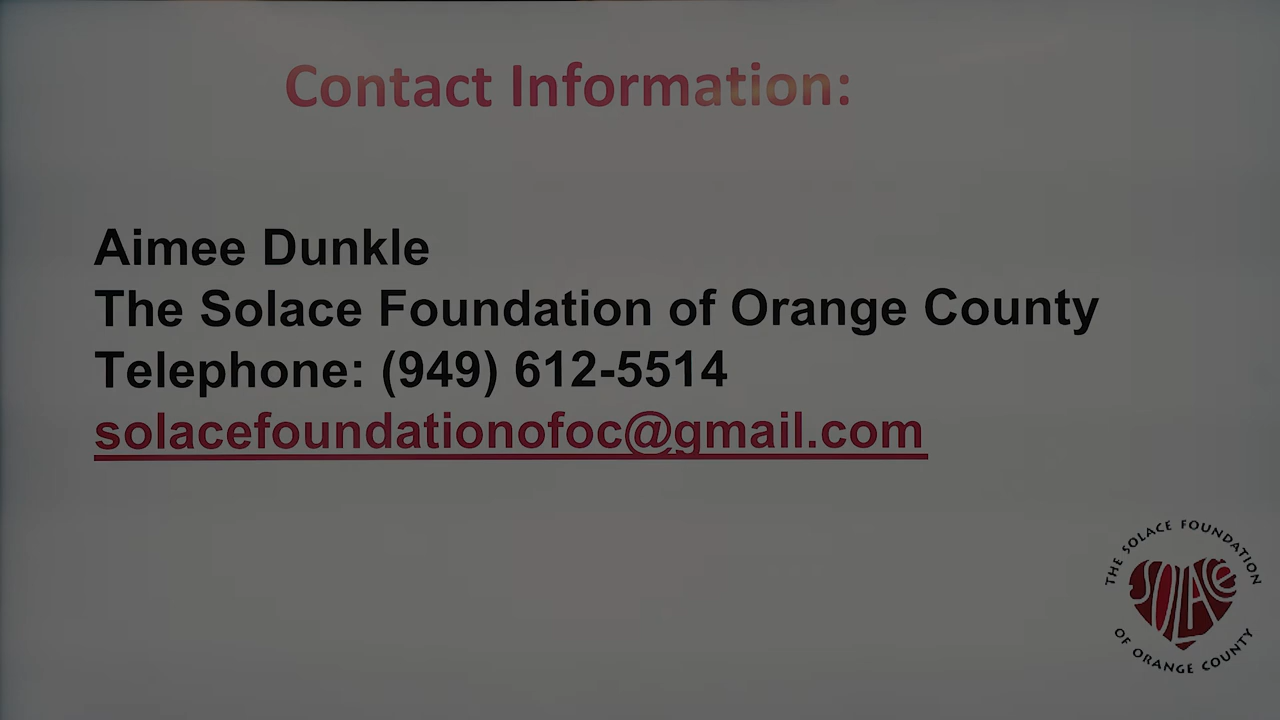 Contact Information:
Aimee Dunkle
The Solace Foundation of Orange County
Telephone: (949) 612-5514
solacefoundationofoc@gmail.com
THE SOLACE FOUNDATION
SOLACE
OF ORANGE COUNTY